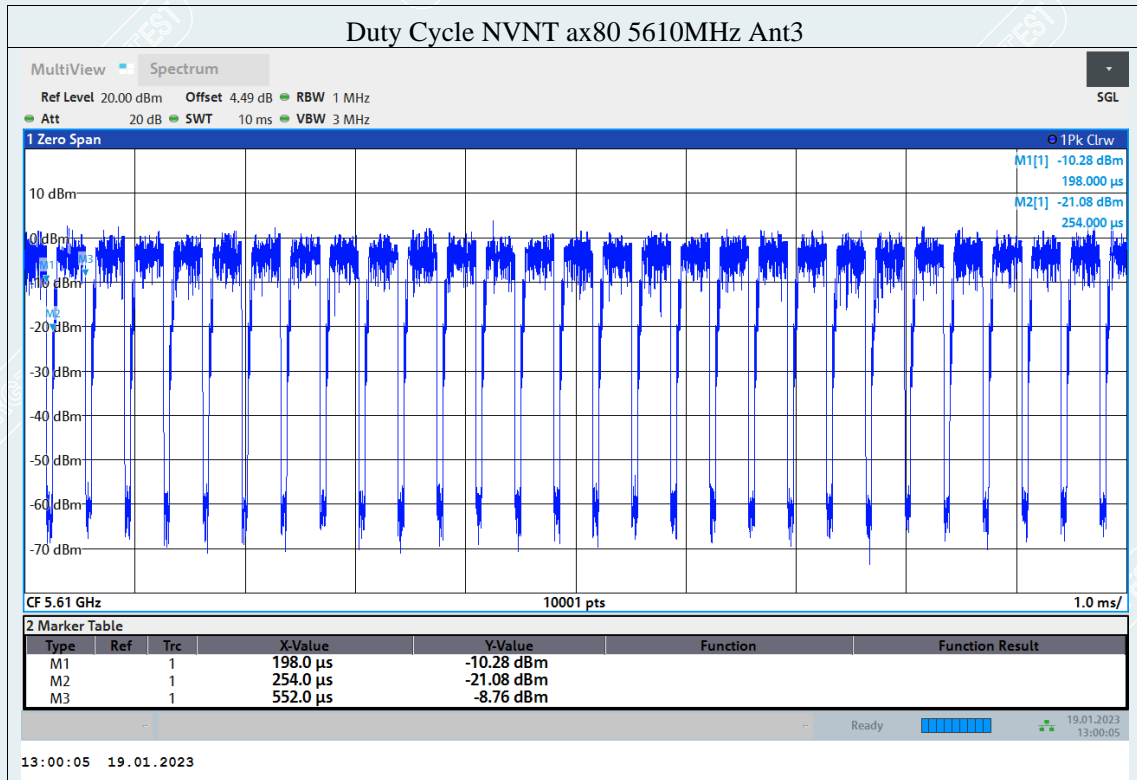 Duty Cycle NVNT ax80 5610MHz Ant3
MultiView Spectrum
Ref Level 20.00 dBm Offset 4.49 dB RBW 1 MHz SGL
Att 20 dB SWT 10 ms VBW 3 MHz
1 Zero Span 1Pk Clrw
M1[1] -10.28 dBm
198.000 µs
M2[1] -21.08 dBm
254.000 µs
10 dBm
0 dBm
M1
M3
-10 dBm
M2
-20 dBm
-30 dBm
-40 dBm
-50 dBm
-60 dBm
-70 dBm
CF 5.61 GHz 10001 pts 1.0 ms/
2 Marker Table
Type Ref Trc X-Value Y-Value Function Function Result
M1 1 198.0 µs -10.28 dBm
M2 1 254.0 µs -21.08 dBm
M3 1 552.0 µs -8.76 dBm
Ready 19.01.2023
13:00:05
13:00:05 19.01.2023